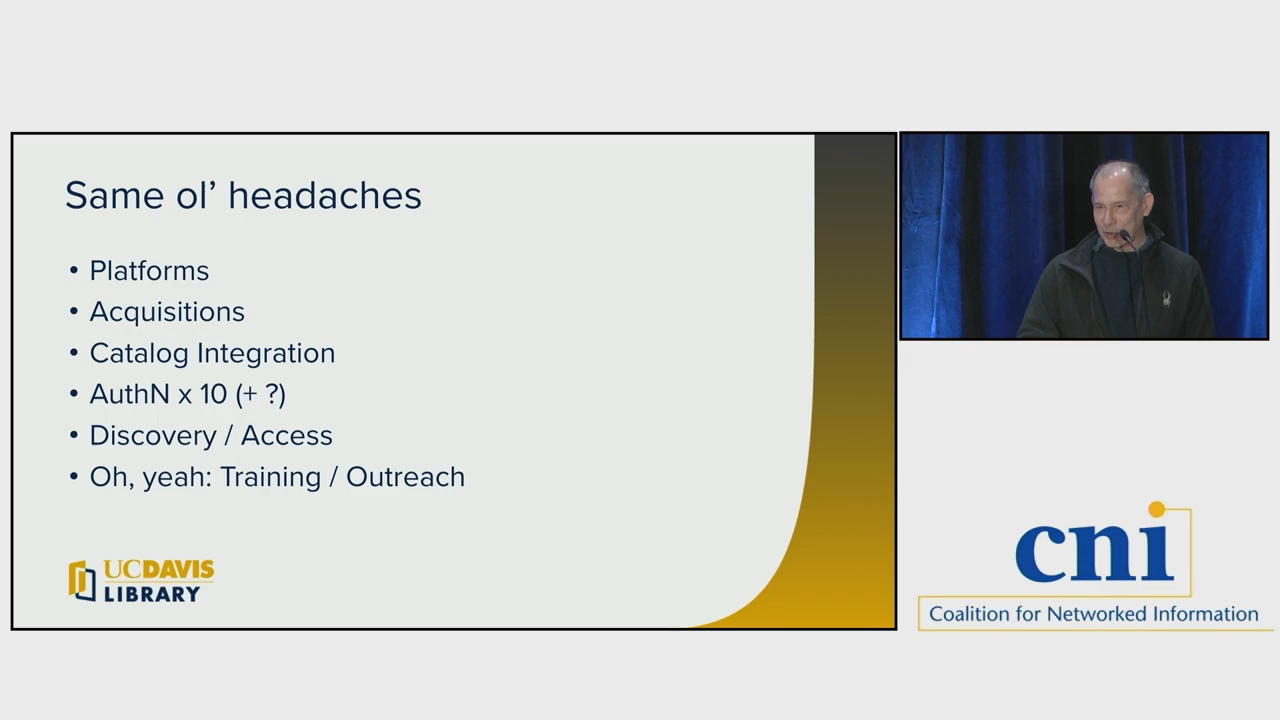 Same ol’ headaches
• Platforms
• Acquisitions
• Catalog Integration
• AuthN x 10 (+ ?)
• Discovery / Access
• Oh, yeah: Training / Outreach
UCDAVIS
LIBRARY
cni
Coalition for Networked Information